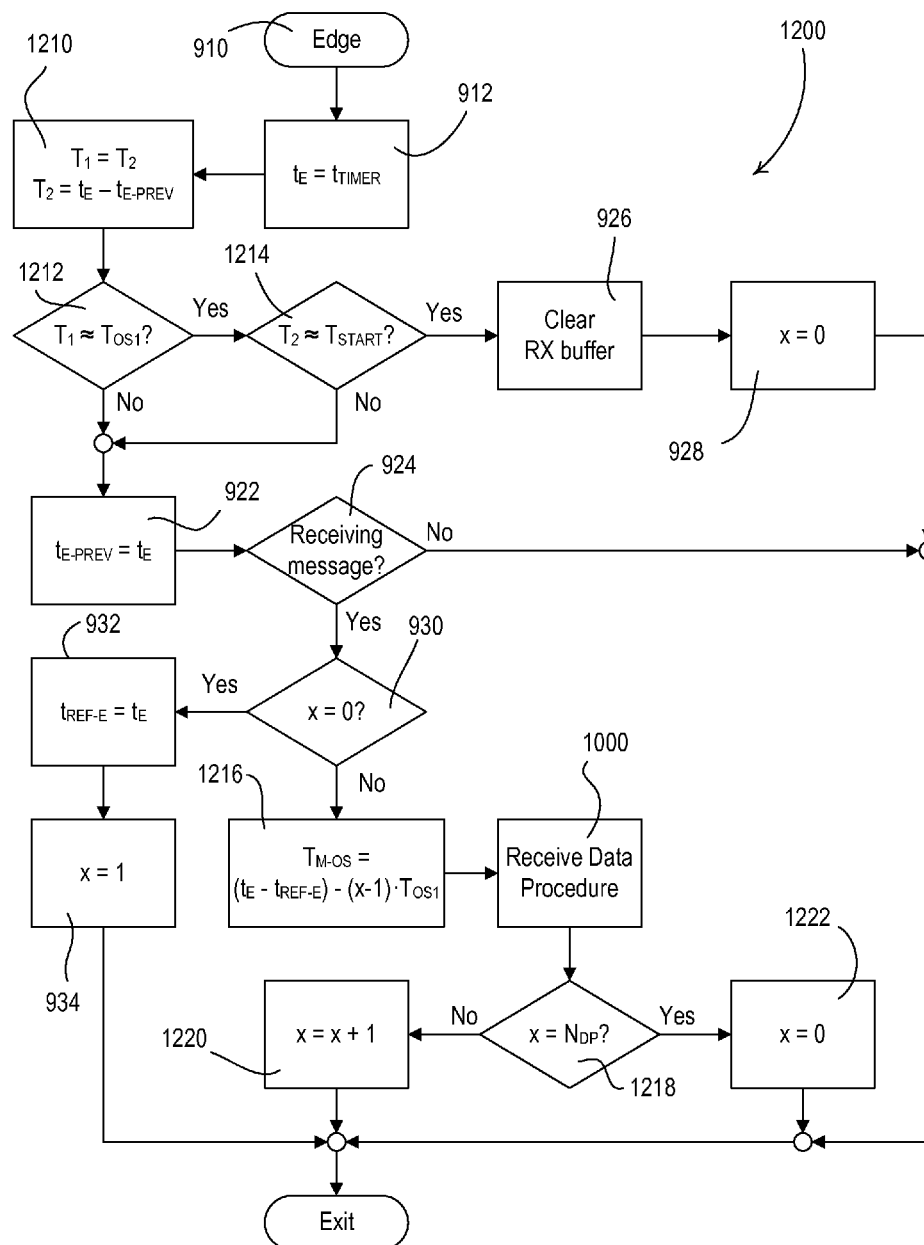 Edge
910
1210
1200
912
T₁ = T₂
T₂ = tE – tE-PREV
tE = tTIMER
926
1212
1214
Yes
Yes
T₁ ≈ TOS1?
T₂ ≈ TSTART?
Clear
RX buffer
x = 0
No
No
928
924
922
tE-PREV = tE
Receiving
message?
No
Yes
932
930
Yes
tREF-E = tE
x = 0?
1216
No
1000
x = 1
TM-OS =
(tE - tREF-E) - (x-1)·TOS1
Receive Data
Procedure
1222
934
No
Yes
x = x + 1
x = NDP?
x = 0
1220
1218
Exit